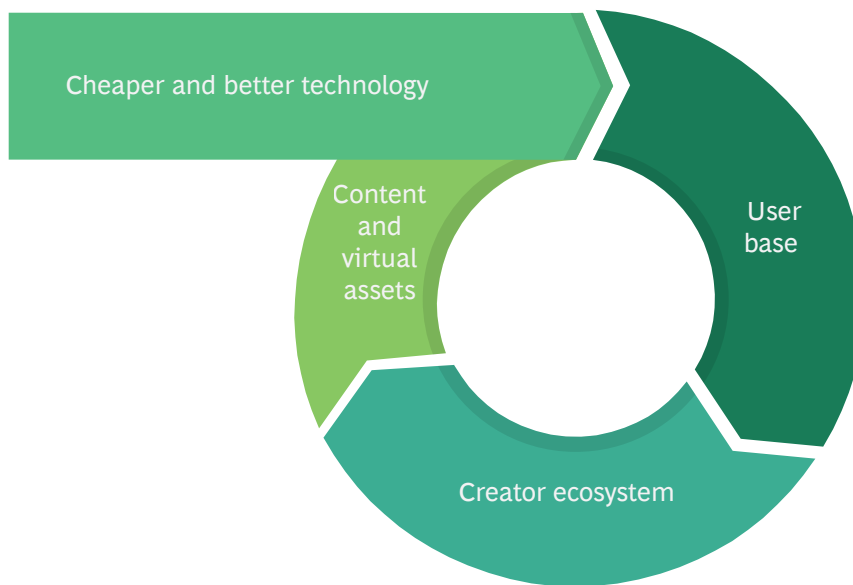 Cheaper and better technology
Content
and
virtual
assets
User
base
Creator ecosystem